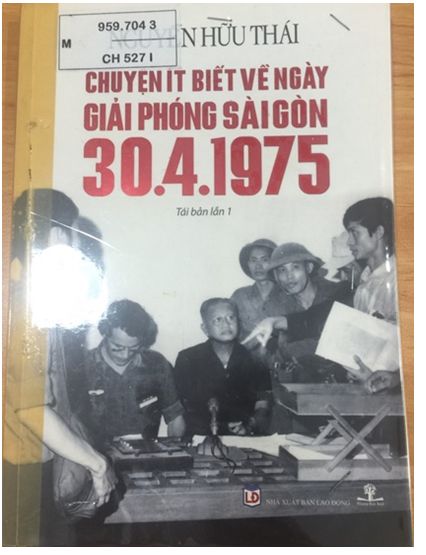 959.704 3
M
CH 527 I
NGUYỄN HỮU THÁI
CHUYỆN ÍT BIẾT VỀ NGÀY
GIẢI PHÓNG SÀI GÒN
30.4.1975
Tái bản lần 1
LĐ
NHÀ XUẤT BẢN LAO ĐỘNG